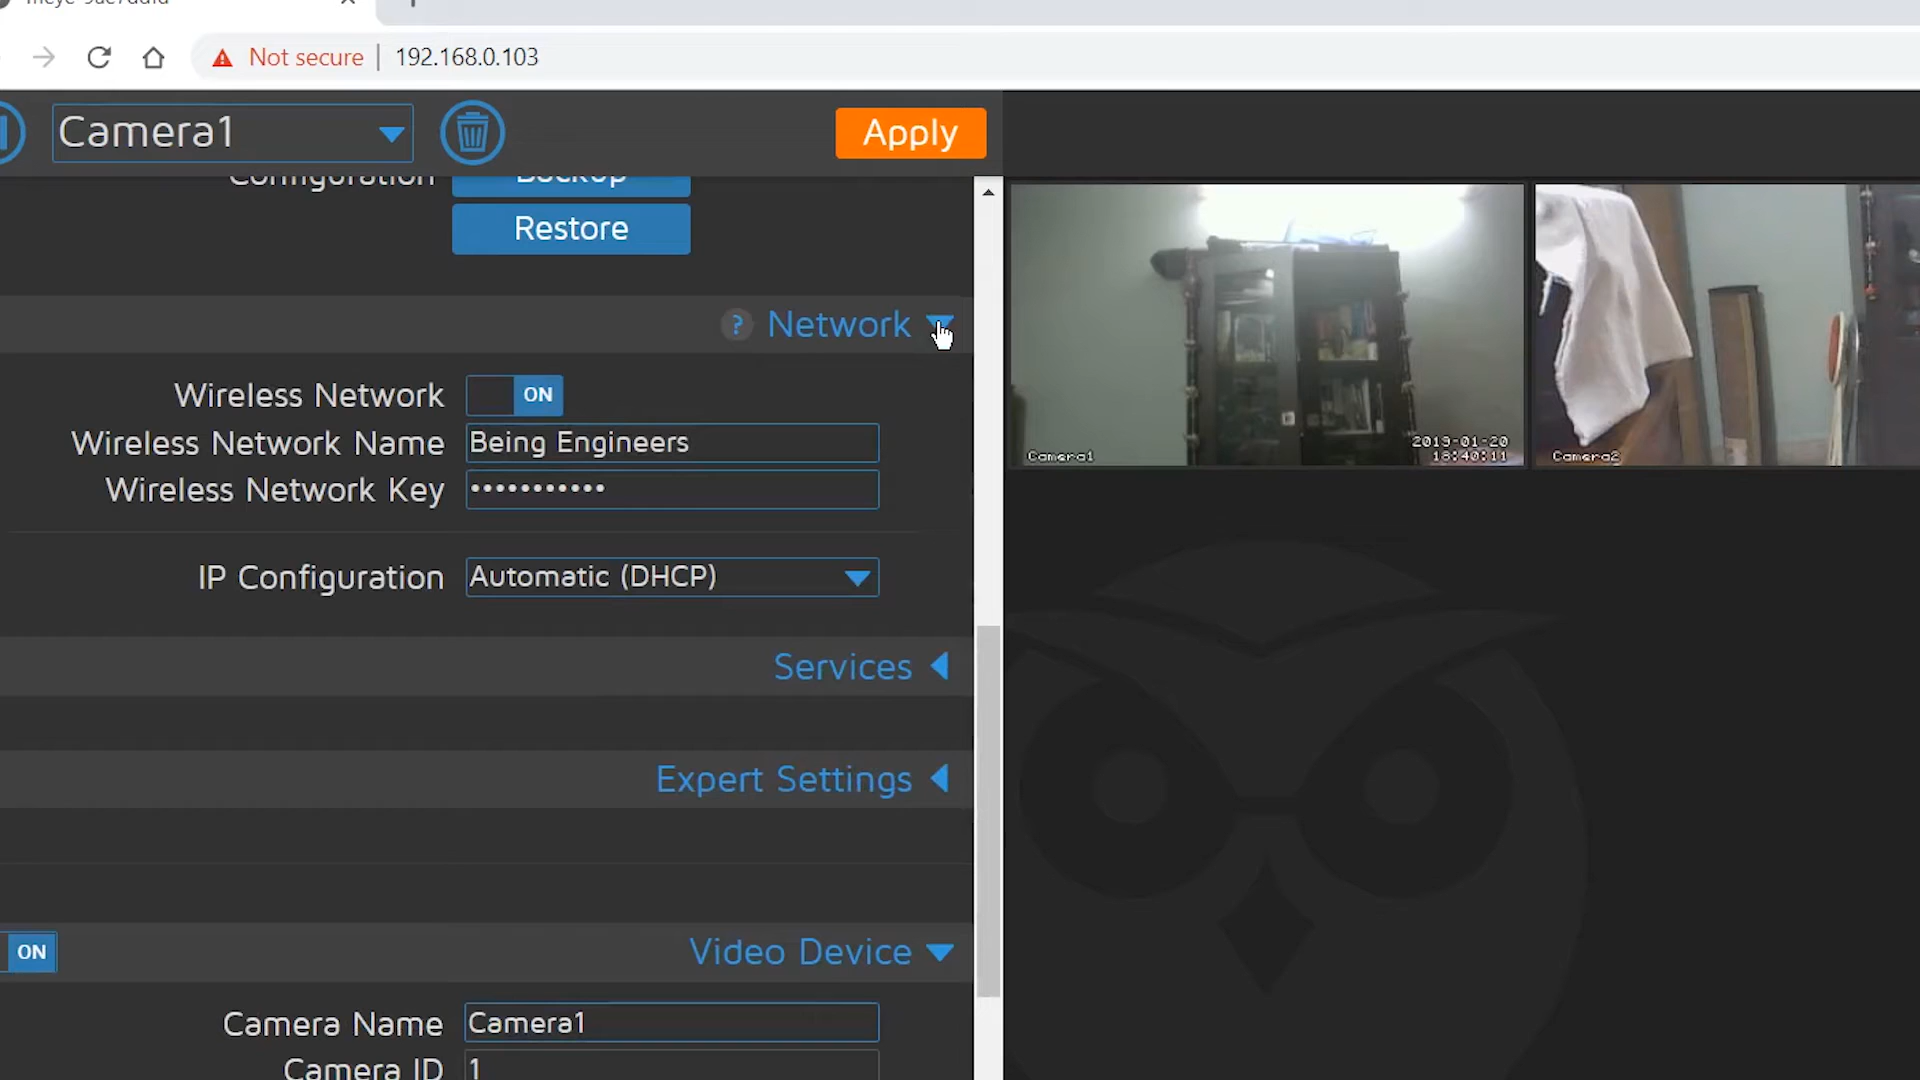 Not secure | 192.168.0.103
Camera1
Apply
Configuration
Backup
Restore
? Network
Wireless Network ON
Wireless Network Name Being Engineers
Wireless Network Key •••••••••••
IP Configuration Automatic (DHCP)
Services
Expert Settings
ON Video Device
Camera Name Camera1
Camera ID 1
Camera1
2019-01-20
18:40:11
Camera2